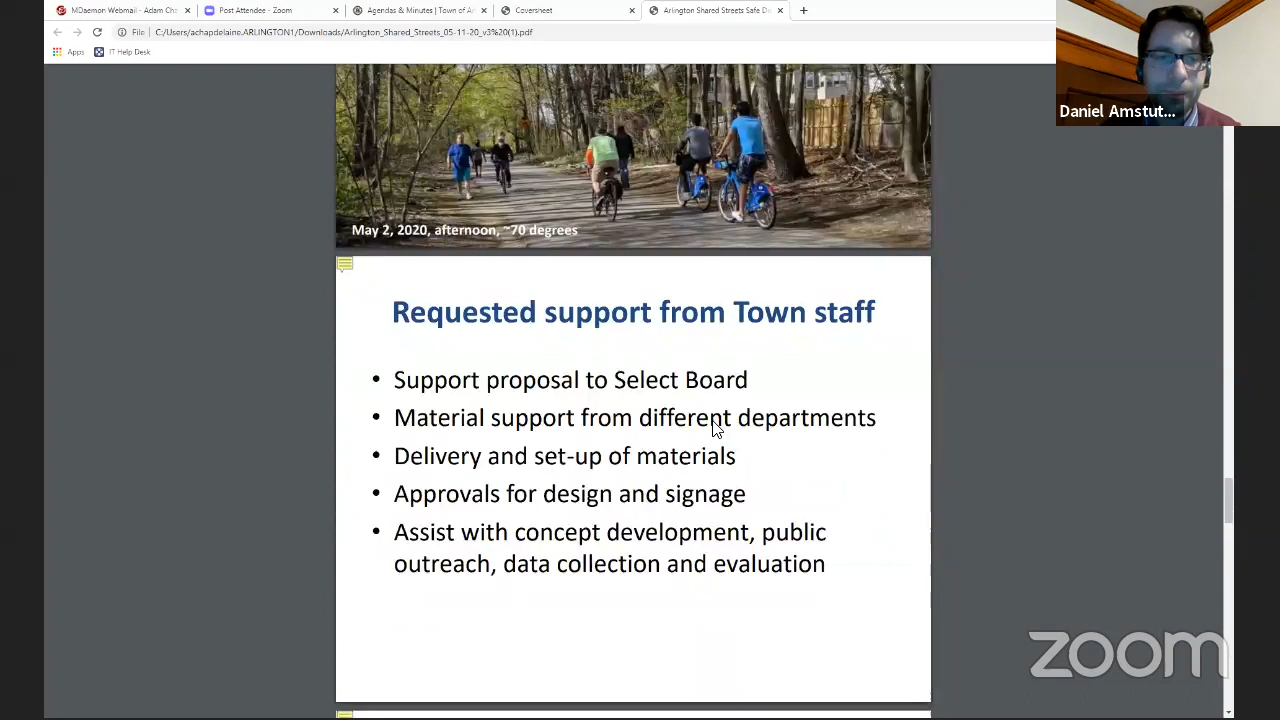 MDaemon Webmail - Adam Cha
Post Attendee - Zoom
Agendas & Minutes | Town of Ar
Coversheet
Arlington Shared Streets Safe Di
File
C:/Users/achapdelaine.ARLINGTON1/Downloads/Arlington_Shared_Streets_05-11-20_v3%20(1).pdf
Apps
IT Help Desk
Daniel Amstut...
May 2, 2020, afternoon, ~70 degrees
Requested support from Town staff
• Support proposal to Select Board
• Material support from different departments
• Delivery and set-up of materials
• Approvals for design and signage
• Assist with concept development, public
outreach, data collection and evaluation
zoom